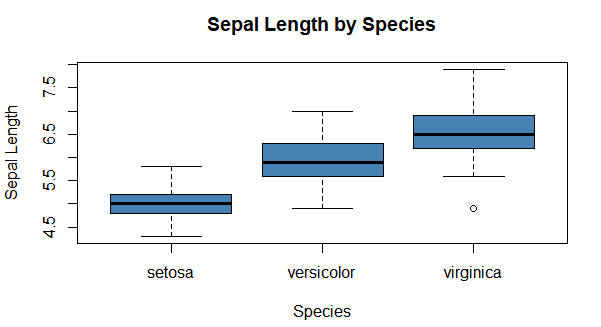 Sepal Length by Species
Sepal Length
7.5
6.5
5.5
4.5
setosa
versicolor
virginica
Species